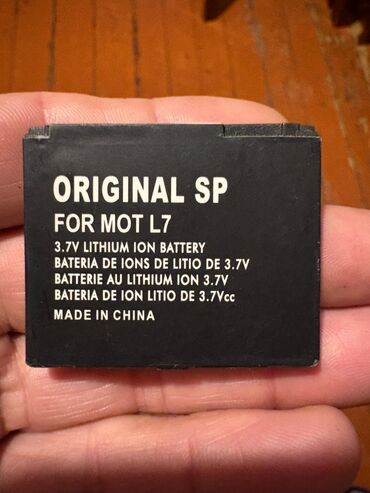 ORIGINAL SP
FOR MOT L7
3.7V LITHIUM ION BATTERY
BATERIA DE IONS DE LITIO DE 3.7V
BATTERIE AU LITHIUM ION 3.7V
BATERIA DE ION LITIO DE 3.7Vcc
MADE IN CHINA